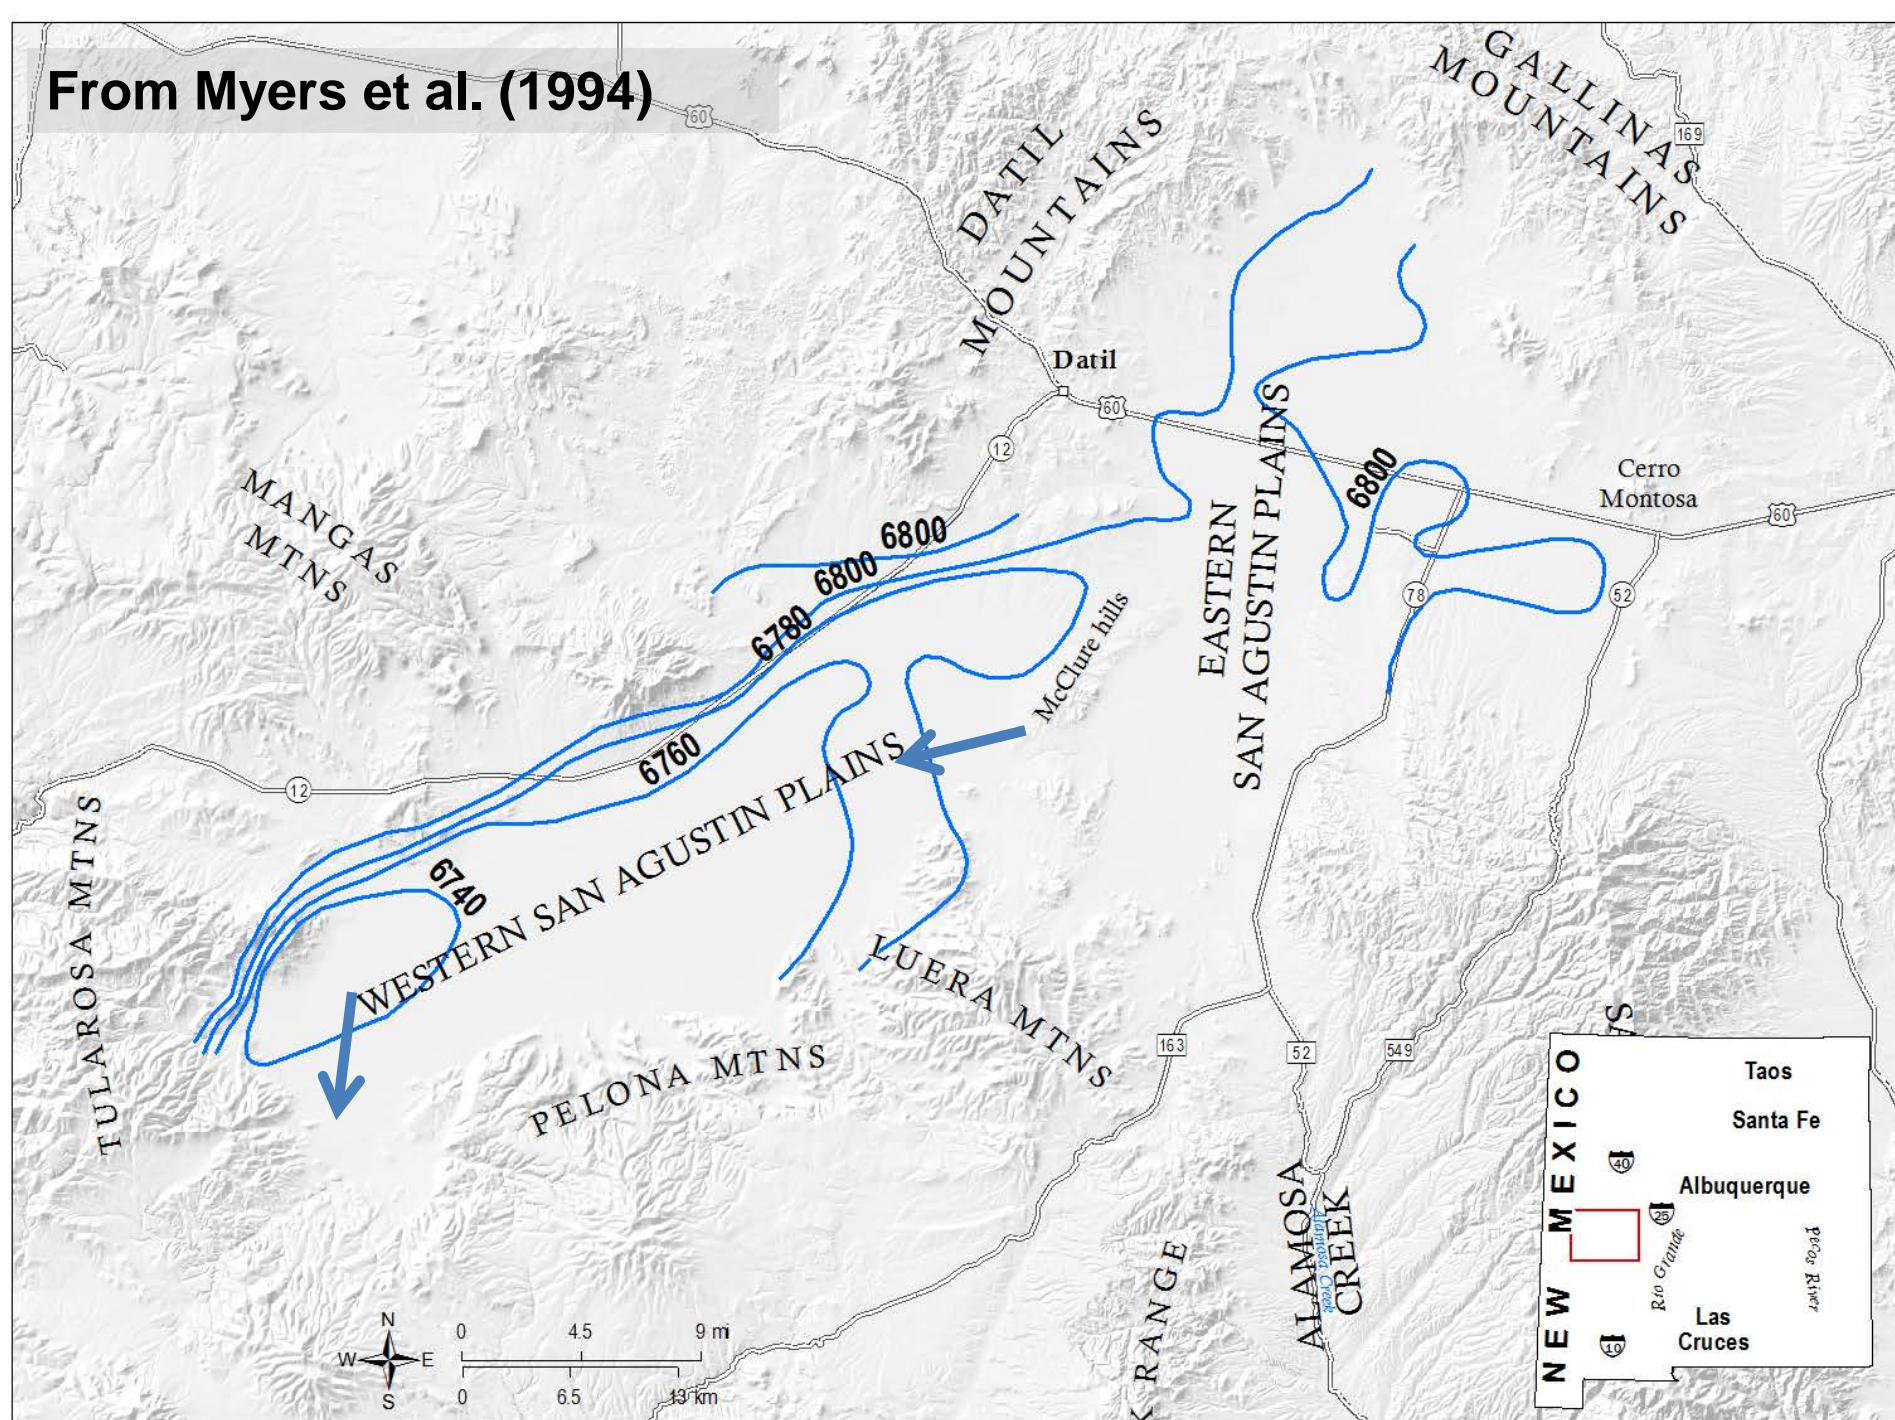 From Myers et al. (1994)
60
GALLINAS
MOUNTAINS
169
DATIL
MOUNTAINS
Datil
60
12
MANGAS
MTNS
6800
Cerro
Montosa
60
6800
6800
6780
EASTERN
SAN AGUSTIN PLAINS
78
52
McClure hills
6760
12
WESTERN SAN AGUSTIN PLAINS
6740
TULAROSA MTNS
LUERA MTNS
PELONA MTNS
163
52
549
ALAMOSA
CREEK
Alamosa Creek
RANGE
N
W
E
S
0
4.5
9 mi
0
6.5
13 km
NEW MEXICO
Taos
Santa Fe
40
Albuquerque
25
Rio Grande
Pecos River
Las
Cruces
10